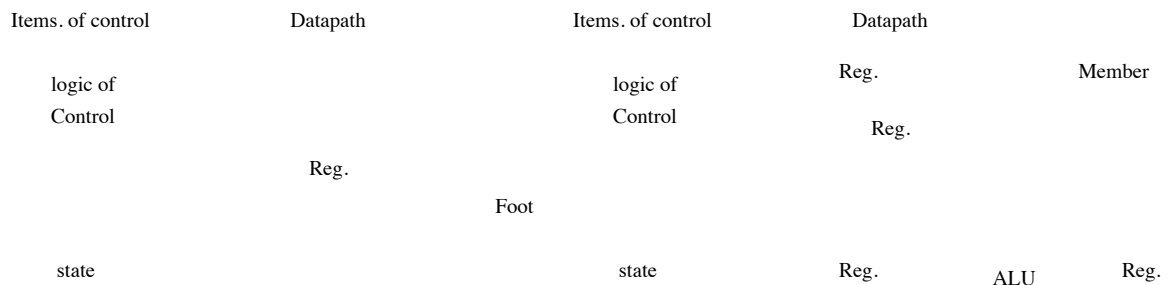 Items. of control Datapath Items. of control Datapath
Reg. Member
logic of logic of
Control Control
Reg.
Reg.
Foot
state state Reg. ALU Reg.